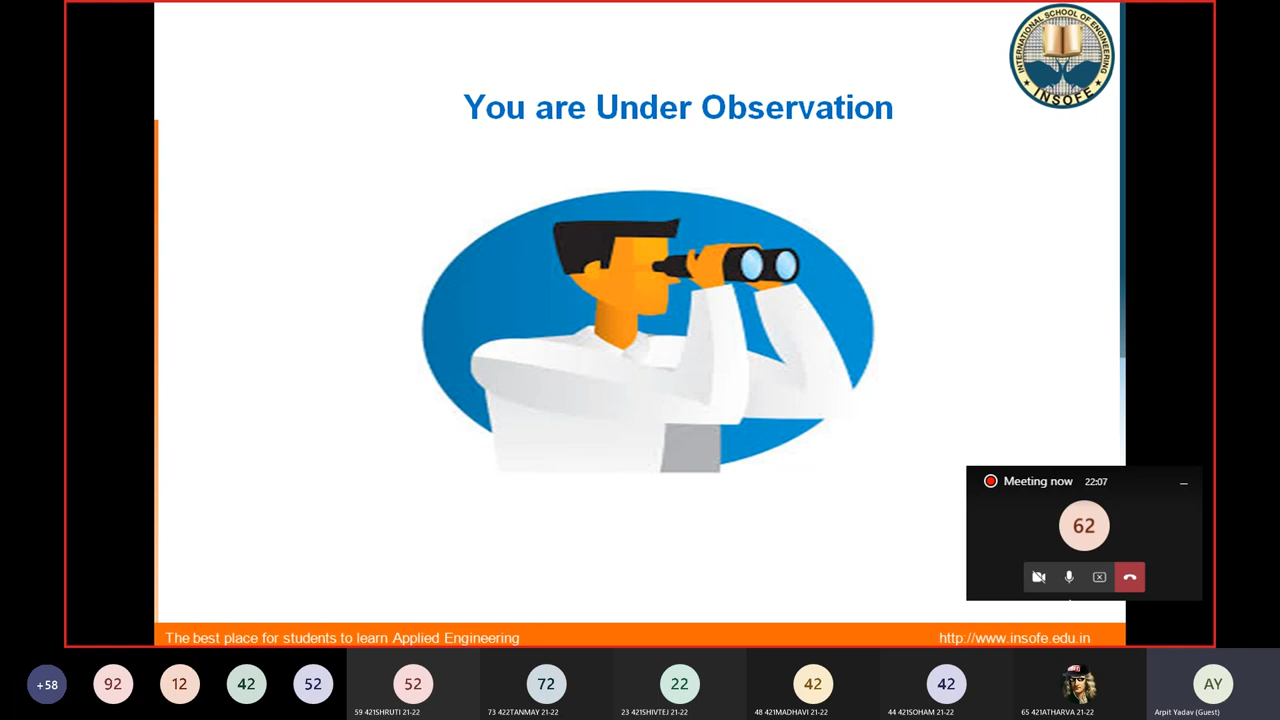 INTERNATIONAL SCHOOL OF ENGINEERING
INSOFE
You are Under Observation
Meeting now 22:07
62
The best place for students to learn Applied Engineering
http://www.insofe.edu.in
+58
92
12
42
52
52
72
22
42
42
AY
59 421SHRUTI 21-22
73 422TANMAY 21-22
23 421SHIVTEJ 21-22
48 421MADHAVI 21-22
44 421SOHAM 21-22
65 421ATHARVA 21-22
Arpit Yadav (Guest)